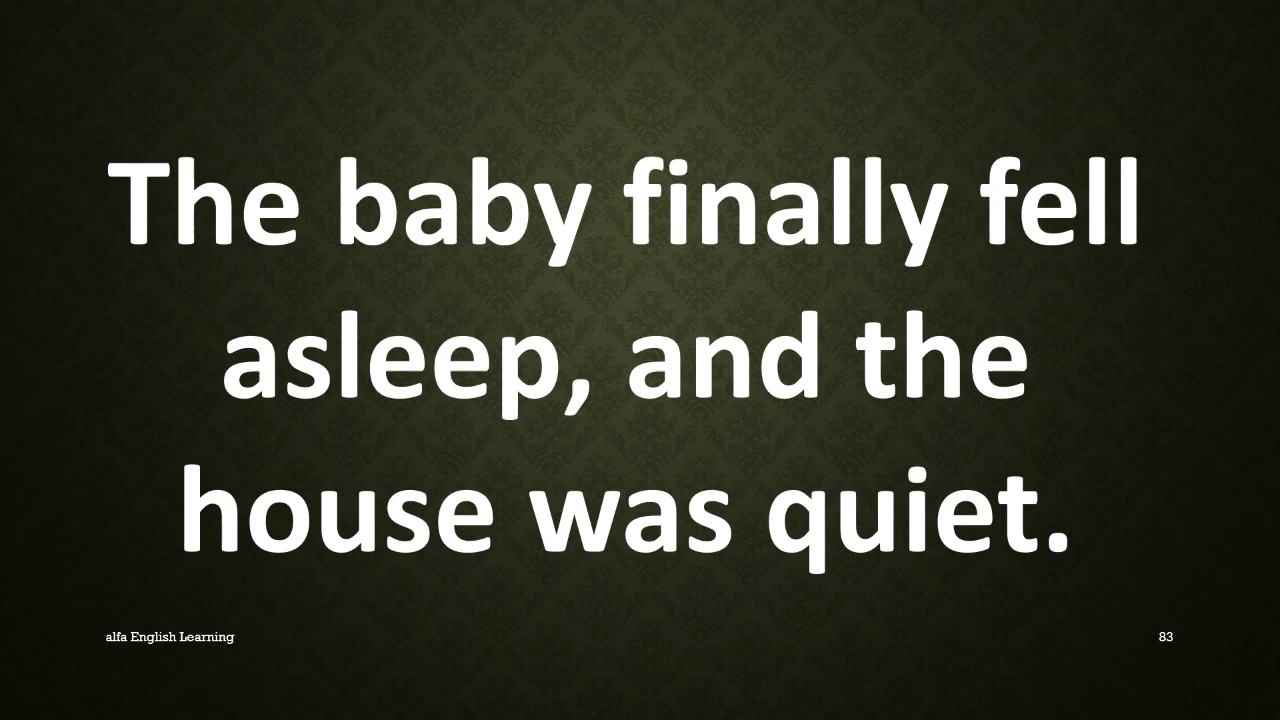 The baby finally fell
asleep, and the
house was quiet.
alfa English Learning
83